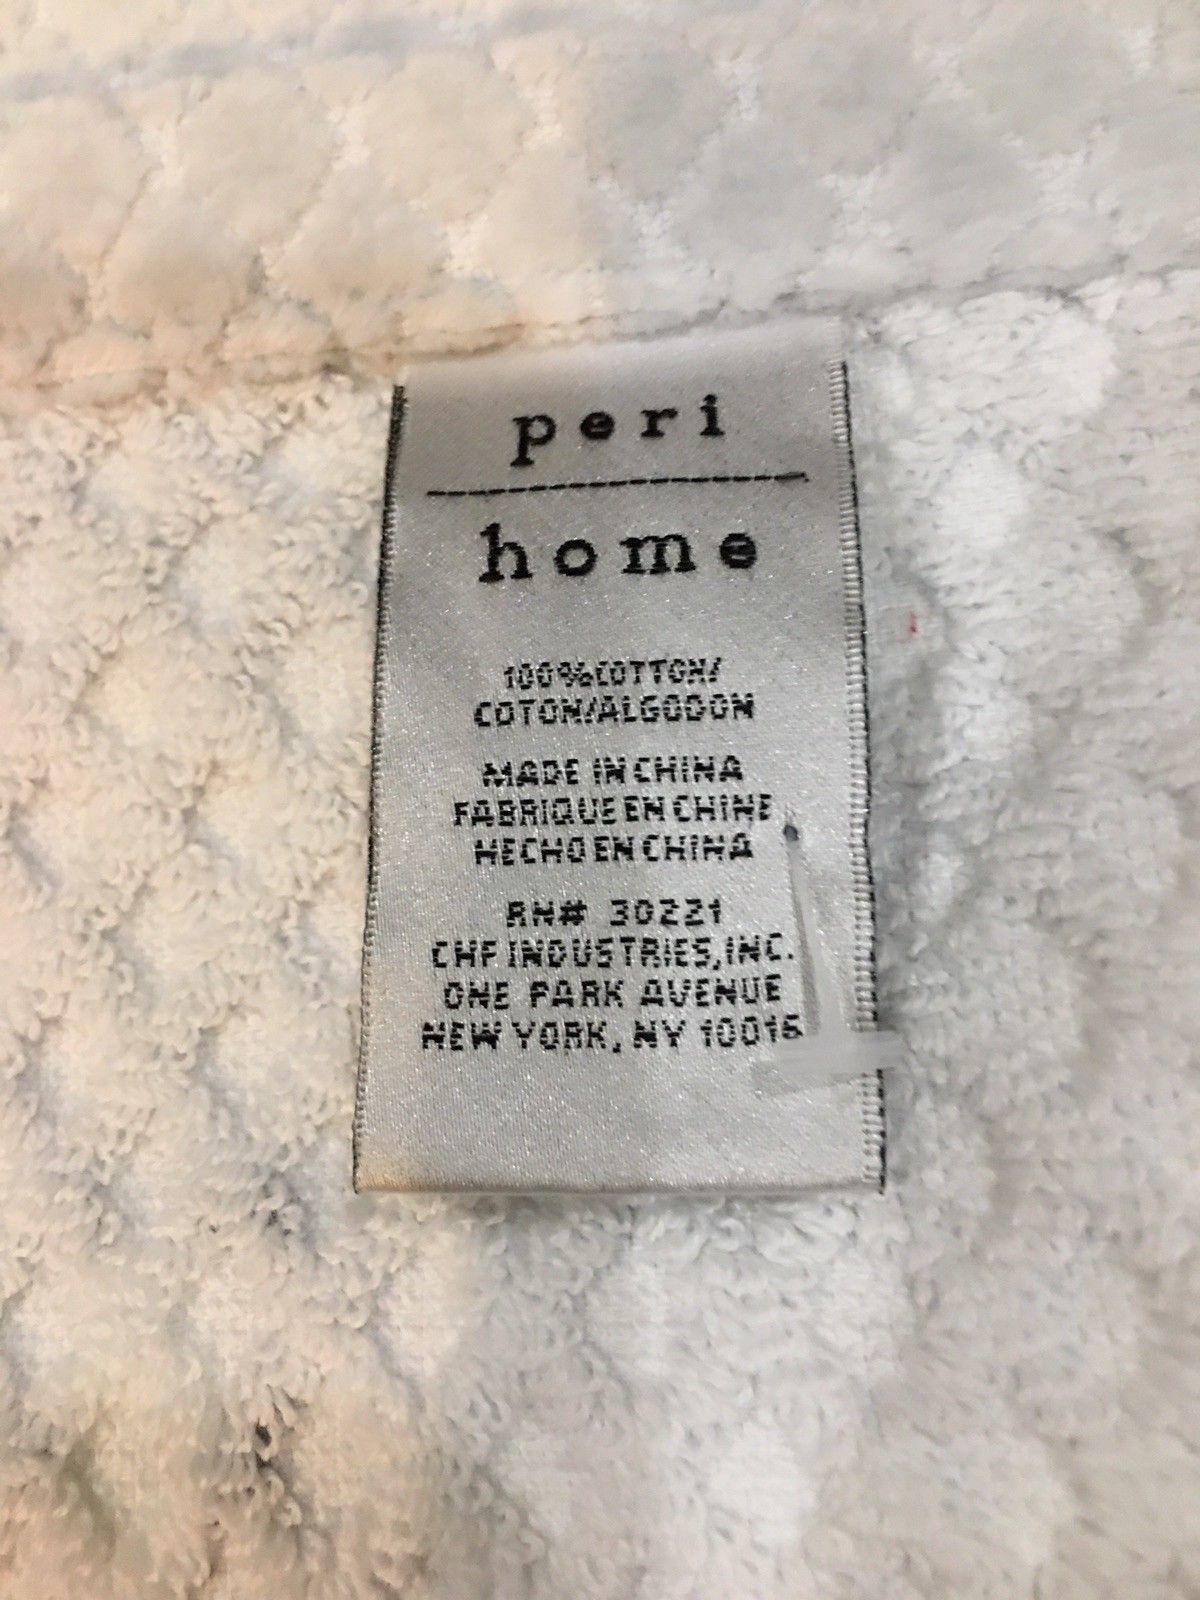 peri
home
100%COTTON/
COTON/ALGODON
MADE IN CHINA
FABRIQUE EN CHINE
HECHO EN CHINA
RN# 30221
CHF INDUSTRIES, INC.
ONE PARK AVENUE
NEW YORK, NY 10016